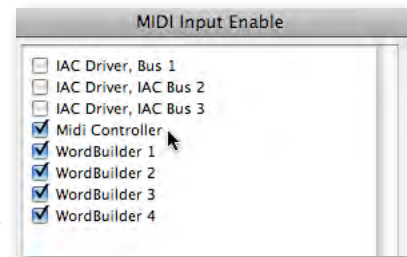 MIDI Input Enable
IAC Driver, Bus 1
IAC Driver, IAC Bus 2
IAC Driver, IAC Bus 3
Midi Controller
WordBuilder 1
WordBuilder 2
WordBuilder 3
WordBuilder 4